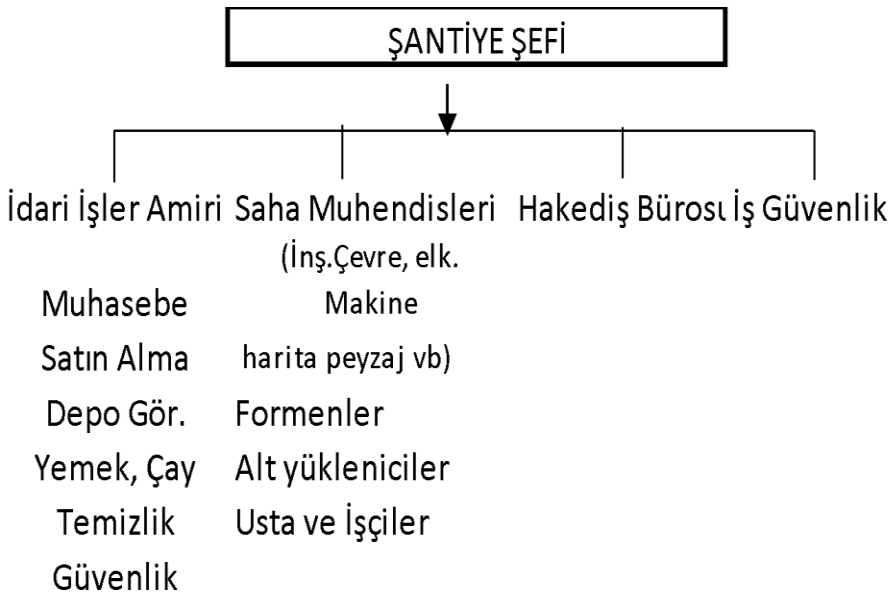 ŞANTİYE ŞEFİ
İdari İşler Amiri Saha Muhendisleri Hakediş Bürosu İş Güvenlik
(İnş.Çevre, elk.
Muhasebe Makine
Satın Alma harita peyzaj vb)
Depo Gör. Formenler
Yemek, Çay Alt yükleniciler
Temizlik Usta ve İşçiler
Güvenlik